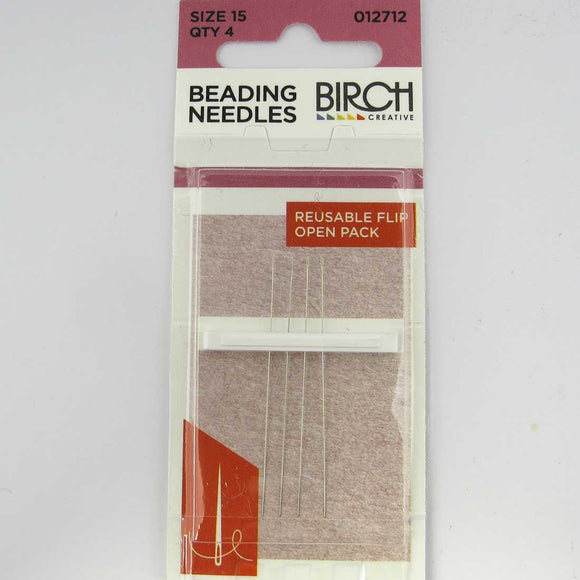 SIZE 15
QTY 4
012712
BEADING
NEEDLES
BIRCH
CREATIVE
REUSABLE FLIP
OPEN PACK